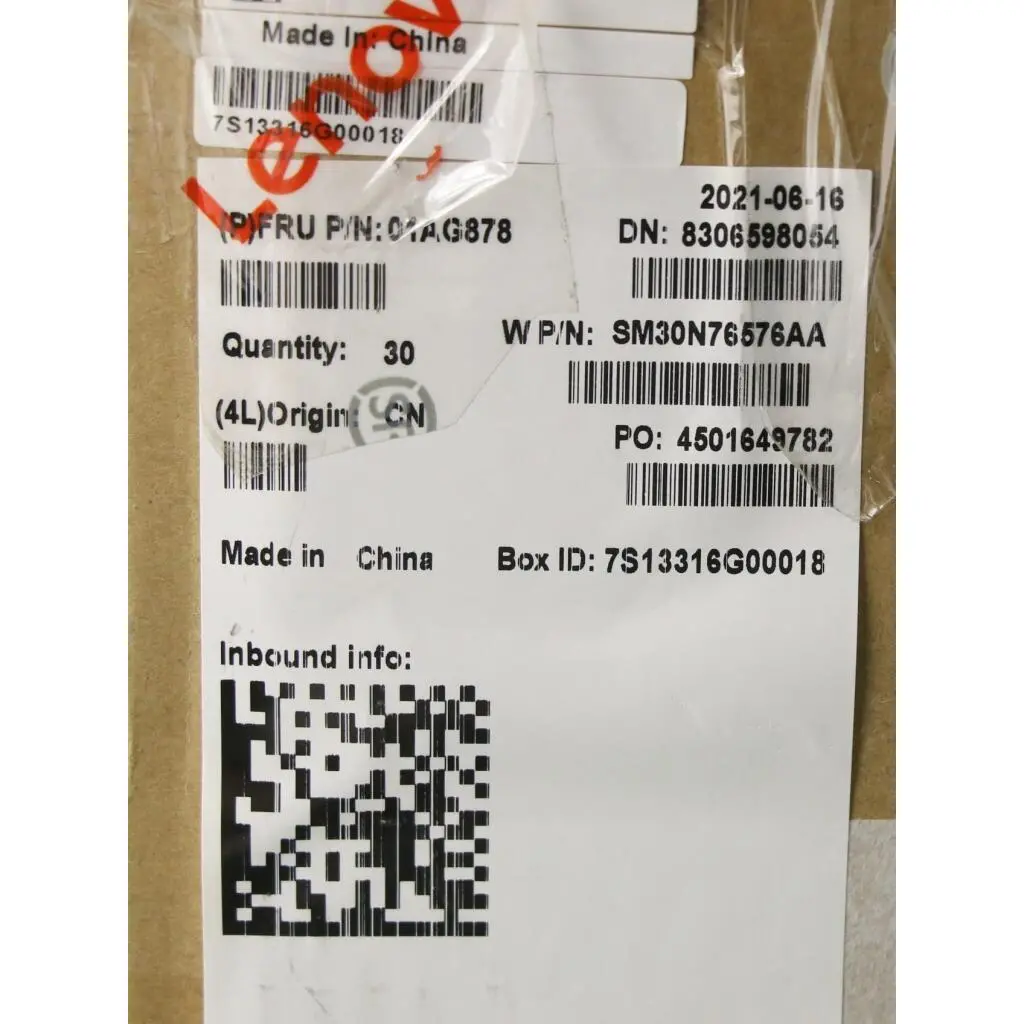 Made In: China
Lenov
7S13316G00018
2021-06-16
(P)FRU P/N: 01AG878
DN: 8306598054
Quantity: 30
W P/N: SM30N76576AA
(4L)Origin: CN
PO: 4501649782
Made in China
Box ID: 7S13316G00018
Inbound info: